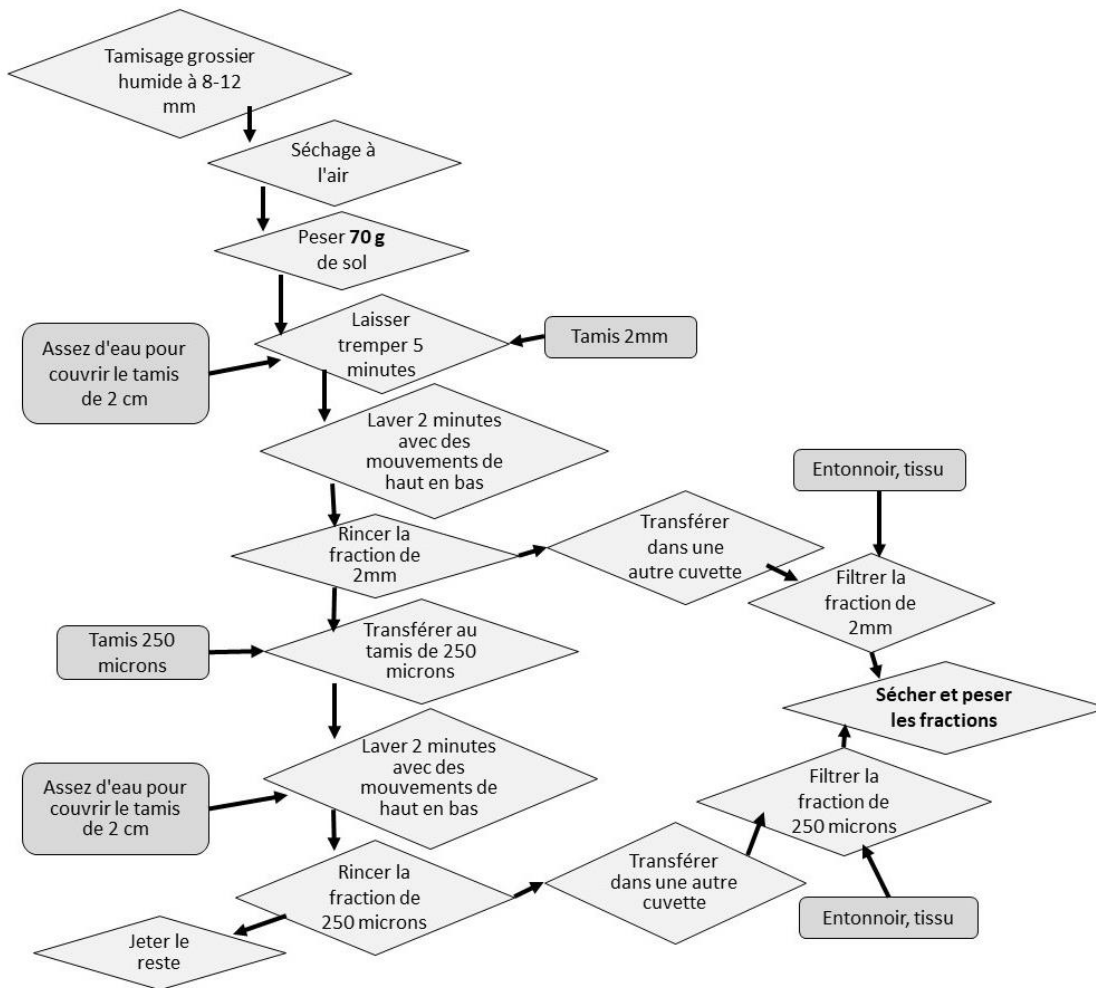 Tamisage grossier
humide à 8-12
mm
Séchage à
l'air
Peser 70 g
de sol
Laisser
tremper 5
minutes
Tamis 2mm
Assez d'eau pour
couvrir le tamis
de 2 cm
Laver 2 minutes
avec des
mouvements de
haut en bas
Entonnoir, tissu
Rincer la
fraction de
2mm
Transférer
dans une
autre cuvette
Filtrer la
fraction de
2mm
Tamis 250
microns
Transférer au
tamis de 250
microns
Sécher et peser
les fractions
Laver 2 minutes
avec des
mouvements de
haut en bas
Assez d'eau pour
couvrir le tamis
de 2 cm
Filtrer la
fraction de
250 microns
Rincer la
fraction de
250 microns
Transférer
dans une autre
cuvette
Entonnoir, tissu
Jeter le
reste